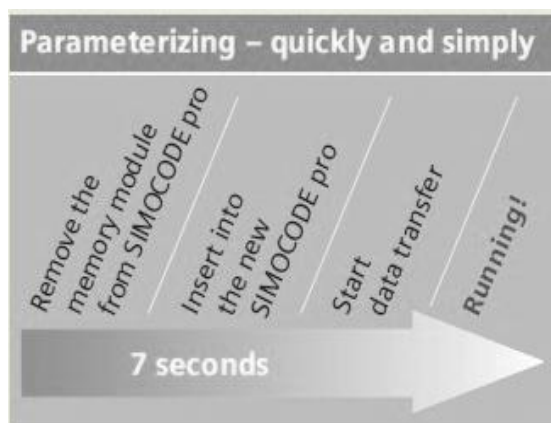 Parameterizing – quickly and simply
Remove the
memory module
from SIMOCODE pro
Insert into
the new
SIMOCODE pro
Start
data transfer
Running!
7 seconds